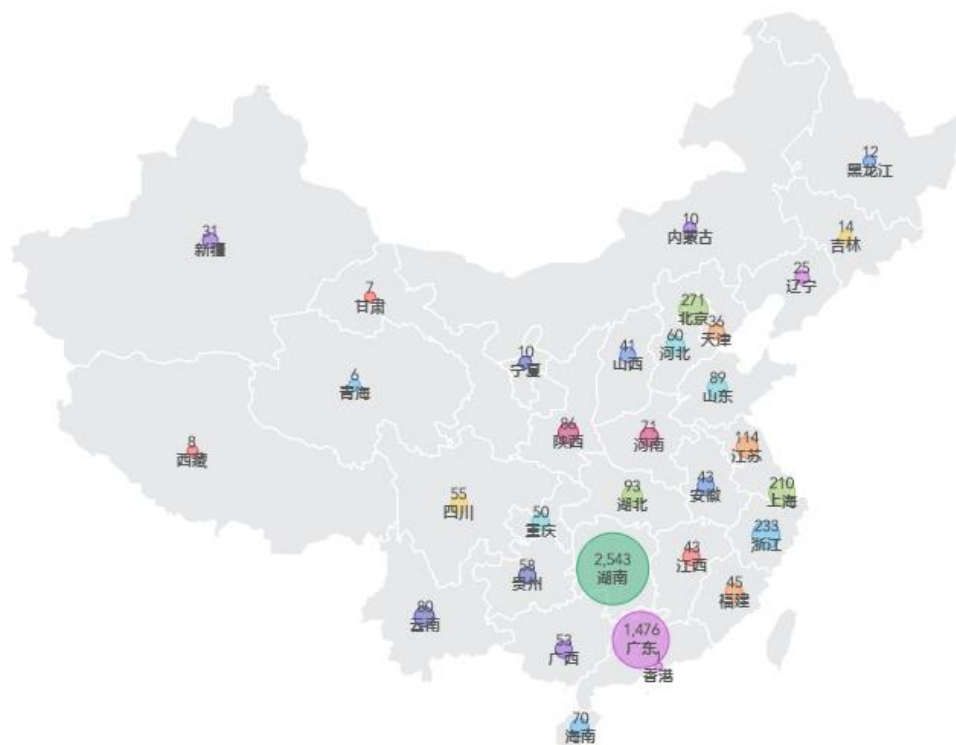 12
黑龙江
10
内蒙古
14
吉林
31
新疆
25
辽宁
7
甘肃
271
北京
36
天津
60
河北
41
山西
10
宁夏
6
青海
89
山东
86
陕西
71
河南
114
江苏
8
西藏
43
安徽
210
上海
93
湖北
55
四川
50
重庆
233
浙江
2,543
湖南
43
江西
58
贵州
45
福建
80
云南
1,476
广东
53
广西
1
香港
70
海南